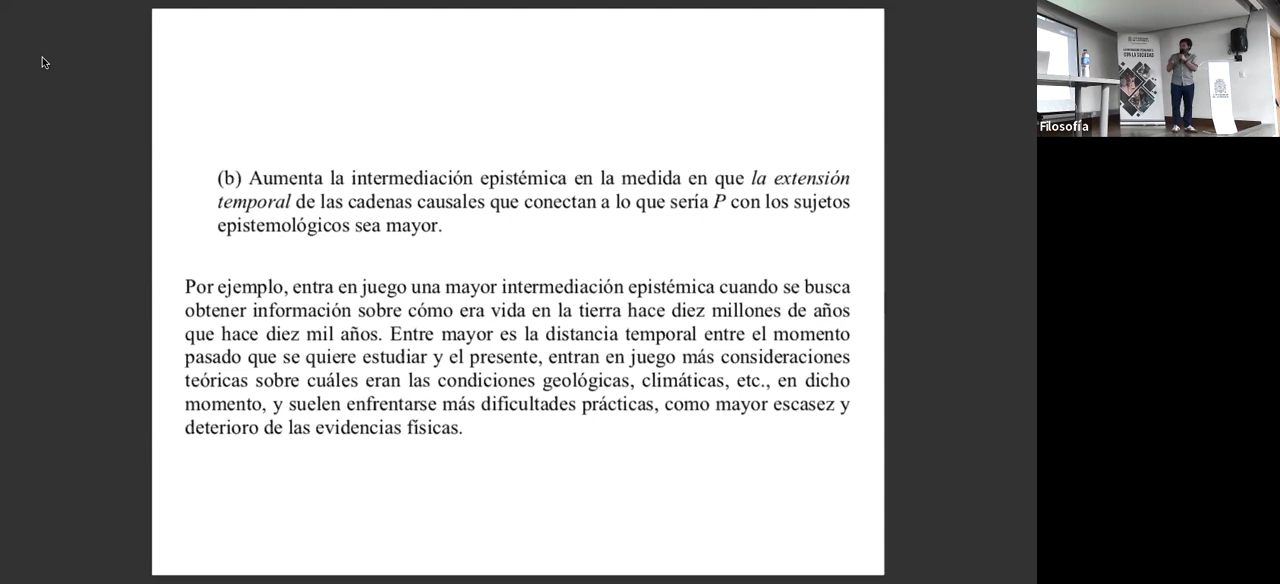 (b) Aumenta la intermediación epistémica en la medida en que la extensión
temporal de las cadenas causales que conectan a lo que sería P con los sujetos
epistemológicos sea mayor.
Por ejemplo, entra en juego una mayor intermediación epistémica cuando se busca
obtener información sobre cómo era vida en la tierra hace diez millones de años
que hace diez mil años. Entre mayor es la distancia temporal entre el momento
pasado que se quiere estudiar y el presente, entran en juego más consideraciones
teóricas sobre cuáles eran las condiciones geológicas, climáticas, etc., en dicho
momento, y suelen enfrentarse más dificultades prácticas, como mayor escasez y
deterioro de las evidencias físicas.
CON LA SOCIEDAD
Filosofía